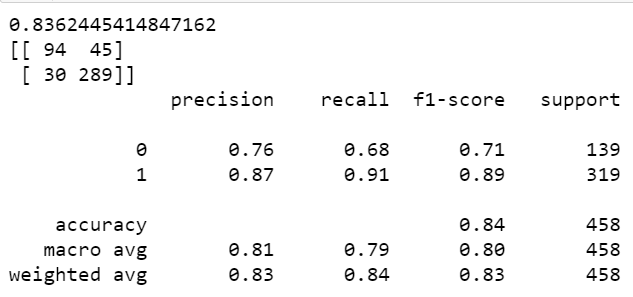 0.8362445414847162
[[ 94  45]
 [ 30 289]]
              precision    recall  f1-score   support

           0       0.76      0.68      0.71       139
           1       0.87      0.91      0.89       319

    accuracy                           0.84       458
   macro avg       0.81      0.79      0.80       458
weighted avg       0.83      0.84      0.83       458